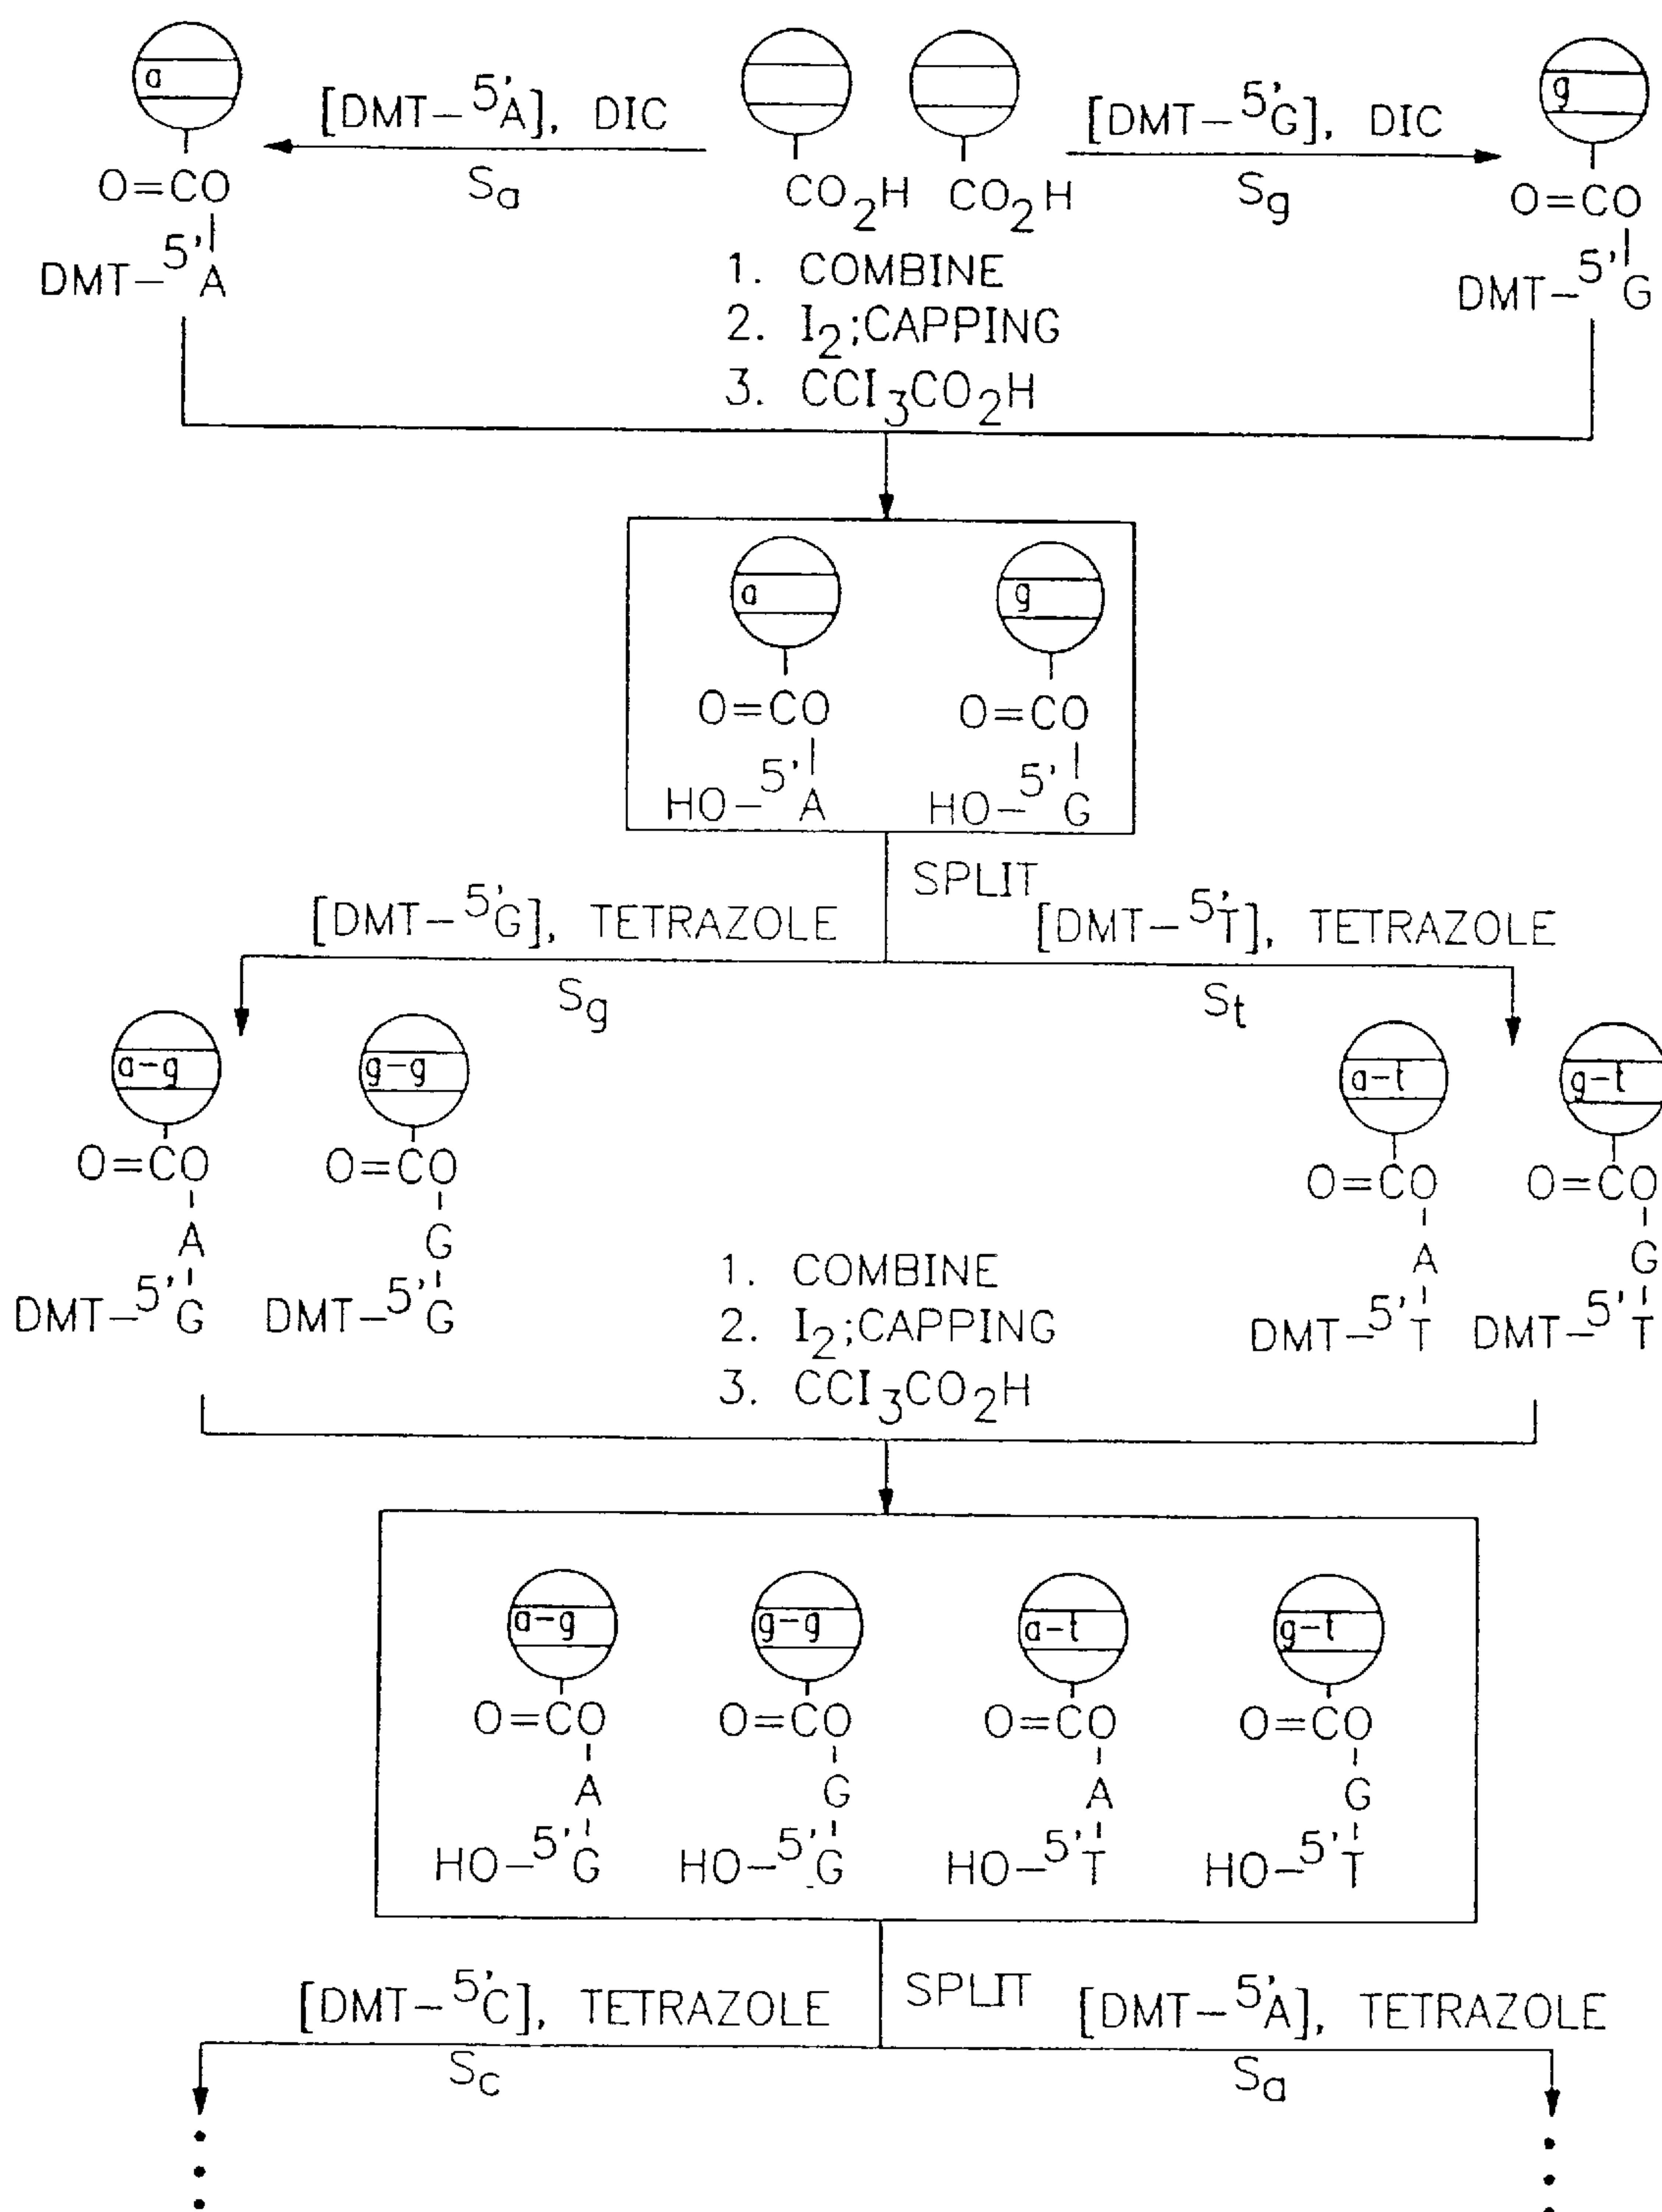 a
g
[DMT-5'A], DIC
[DMT-5'G], DIC
Sa
Sg
O=CO
CO2H CO2H
O=CO
DMT-5'A
DMT-5'G
1. COMBINE
2. I2;CAPPING
3. CCI3CO2H
a g
O=CO O=CO
HO-5'A HO-5'G
SPLIT
[DMT-5'G], TETRAZOLE
[DMT-5'T], TETRAZOLE
Sg
St
a-g g-g a-t g-t
O=CO O=CO O=CO O=CO
A G A G
DMT-5'G DMT-5'G DMT-5'T DMT-5'T
1. COMBINE
2. I2;CAPPING
3. CCI3CO2H
a-g g-g a-t g-t
O=CO O=CO O=CO O=CO
A G A G
HO-5'G HO-5'G HO-5'T HO-5'T
SPLIT
[DMT-5'C], TETRAZOLE
[DMT-5'A], TETRAZOLE
Sc
Sa